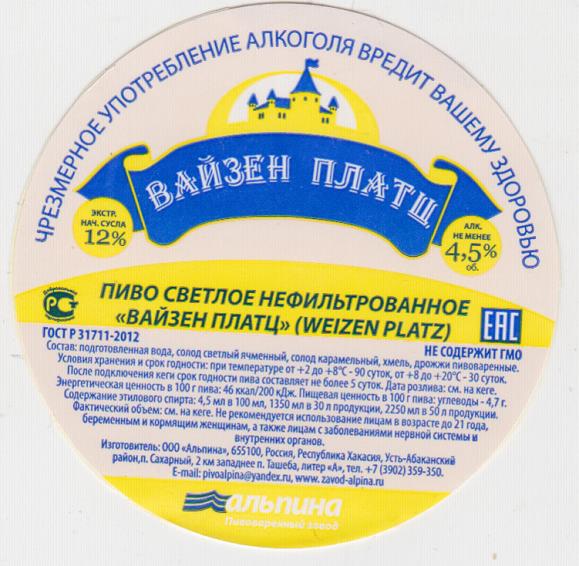 ЧРЕЗМЕРНОЕ УПОТРЕБЛЕНИЕ АЛКОГОЛЯ ВРЕДИТ ВАШЕМУ ЗДОРОВЬЮ
ВАЙЗЕН ПЛАТЦ
ЭКСТР.
НАЧ. СУСЛА
12%
АЛК.
НЕ МЕНЕЕ
4,5%
об.
ПИВО СВЕТЛОЕ НЕФИЛЬТРОВАННОЕ
«ВАЙЗЕН ПЛАТЦ» (WEIZEN PLATZ)
ЕАС
ГОСТ Р 31711-2012
НЕ СОДЕРЖИТ ГМО
Состав: подготовленная вода, солод светлый ячменный, солод карамельный, хмель, дрожжи пивоваренные.
Условия хранения и срок годности: при температуре от +2 до +8°С - 90 суток, от +8 до +20°С - 30 суток.
После подключения кеги срок годности пива составляет не более 5 суток. Дата розлива: см. на кеге.
Энергетическая ценность в 100 г пива: 46 ккал/200 кДж. Пищевая ценность в 100 г пива: углеводы - 4,7 г.
Содержание этилового спирта: 4,5 мл в 100 мл, 1350 мл в 30 л продукции, 2250 мл в 50 л продукции.
Фактический объем: см. на кеге. Не рекомендуется использование лицам в возрасте до 21 года,
беременным и кормящим женщинам, а также лицам с заболеваниями нервной системы и
внутренних органов.
Изготовитель: ООО «Альпина», 655100, Россия, Республика Хакасия, Усть-Абаканский
район,п. Сахарный, 2 км западнее п. Ташеба, литер «А», тел. +7 (3902) 359-350.
E-mail: pivoalpina@yandex.ru, www. zavod-alpina.ru
альпина
Пивоваренный завод